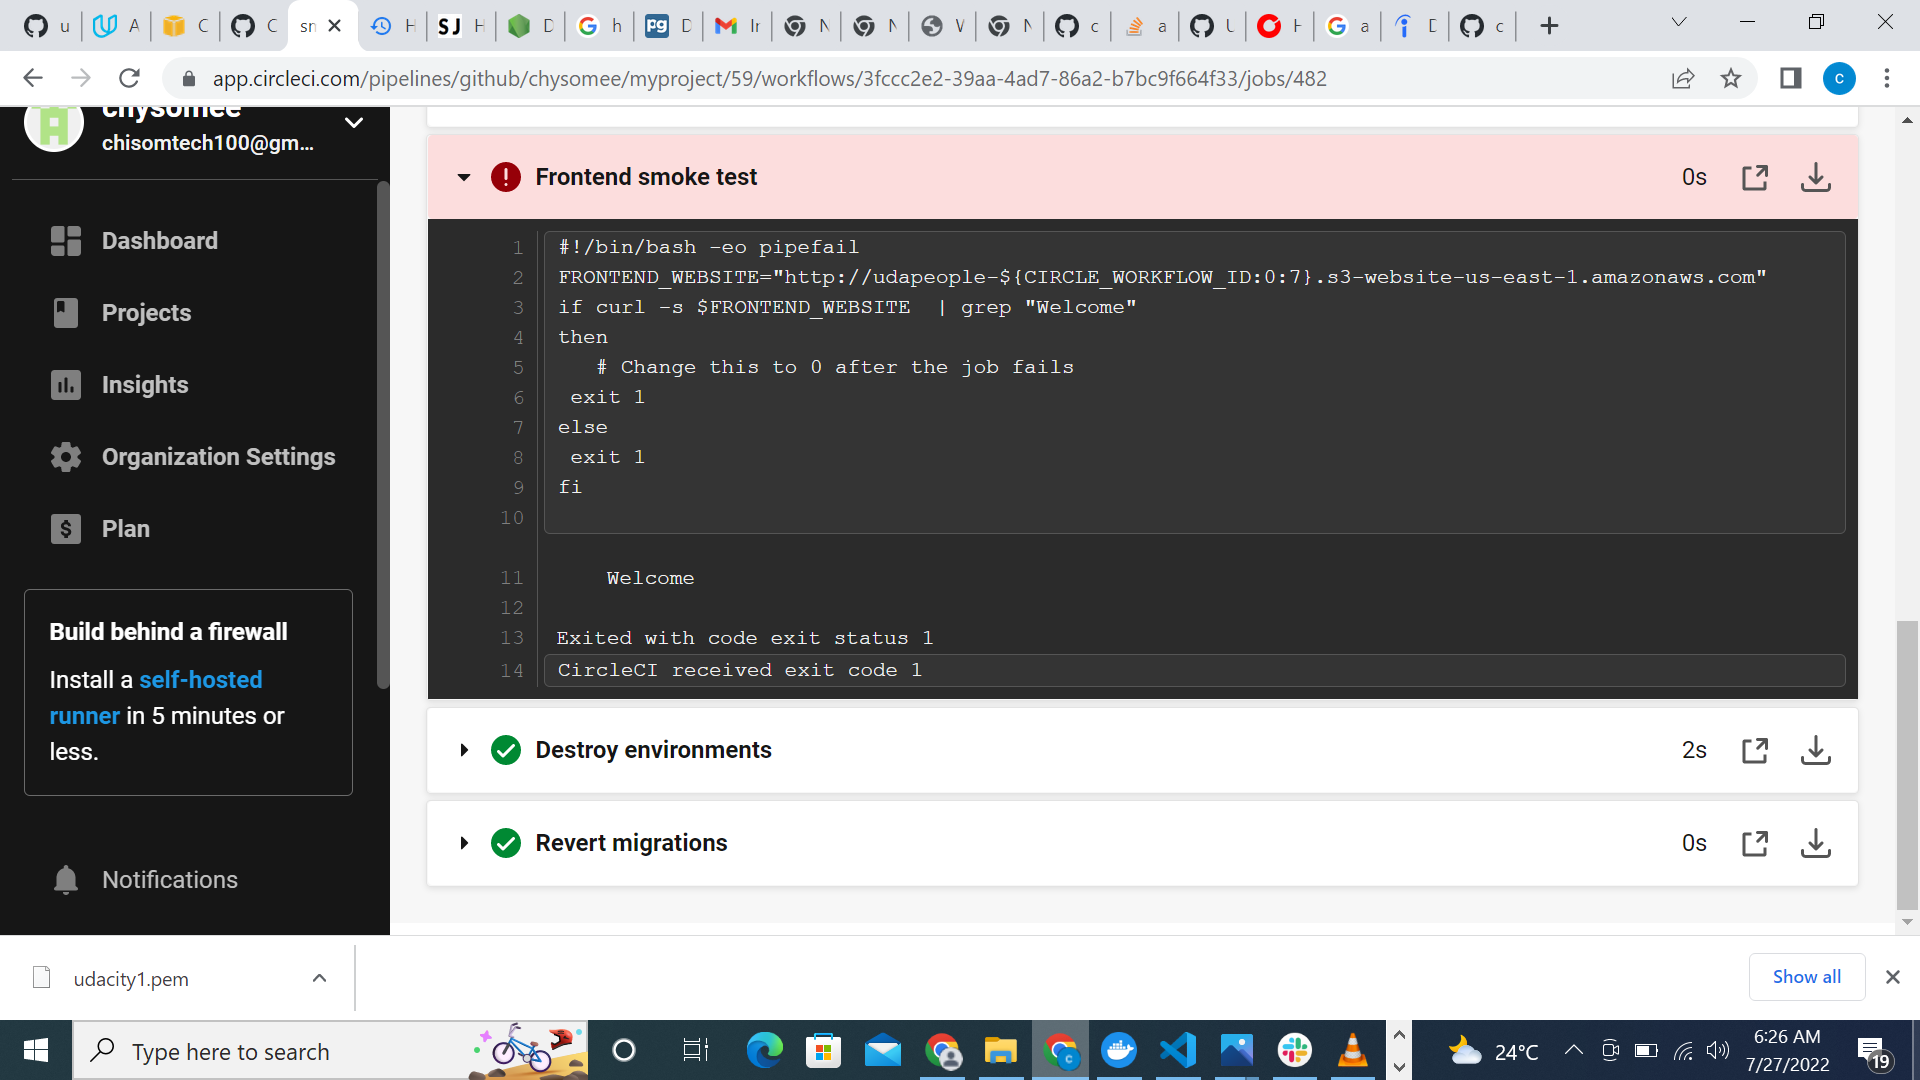 u
A
C
C
sn
H
SJ
H
D
h
pg
D
Ir
N
N
V
N
c
a
U
H
a
D
c
app.circleci.com/pipelines/github/chysomee/myproject/59/workflows/3fccc2e2-39aa-4ad7-86a2-b7bc9f664f33/jobs/482
c
chysomee
chisomtech100@gm...
Dashboard
Projects
Insights
Organization Settings
Plan
Build behind a firewall
Install a self-hosted
runner in 5 minutes or
less.
Notifications
Frontend smoke test
0s
1 #!/bin/bash -eo pipefail
2 FRONTEND_WEBSITE="http://udapeople-${CIRCLE_WORKFLOW_ID:0:7}.s3-website-us-east-1.amazonaws.com"
3 if curl -s $FRONTEND_WEBSITE  | grep "Welcome"
4 then
5    # Change this to 0 after the job fails
6  exit 1
7 else
8  exit 1
9 fi
10
11     Welcome
12
13 Exited with code exit status 1
14 CircleCI received exit code 1
Destroy environments
2s
Revert migrations
0s
udacity1.pem
Show all
Type here to search
c
24°C
6:26 AM
7/27/2022
19